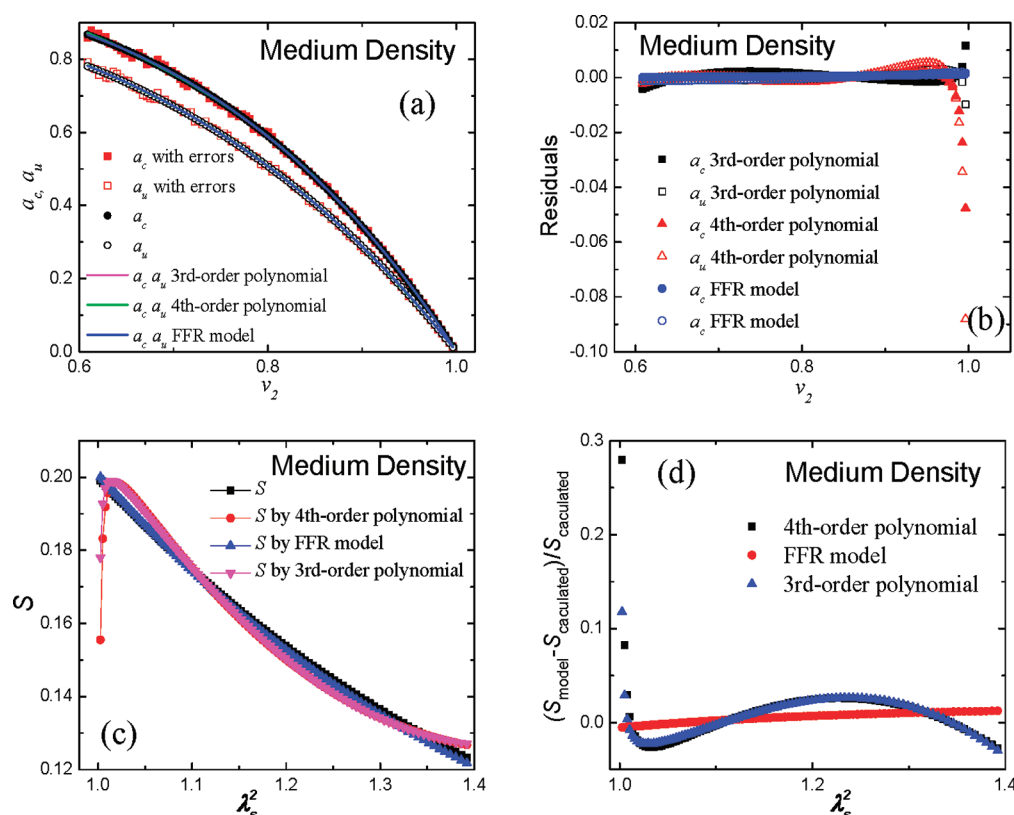 Medium Density
(a)
a_c with errors
a_u with errors
a_c
a_u
a_c a_u 3rd-order polynomial
a_c a_u 4th-order polynomial
a_c a_u FFR model
a_c, a_u
0.8
0.6
0.4
0.2
0.0
0.6
0.8
1.0
v_2
Medium Density
a_c 3rd-order polynomial
a_u 3rd-order polynomial
a_c 4th-order polynomial
a_u 4th-order polynomial
a_c FFR model
a_c FFR model
(b)
Residuals
0.02
0.00
-0.02
-0.04
-0.06
-0.08
-0.10
0.6
0.8
1.0
v_2
Medium Density
S
S by 4th-order polynomial
S by FFR model
S by 3rd-order polynomial
(c)
S
0.20
0.18
0.16
0.14
0.12
1.0
1.1
1.2
1.3
1.4
λ_s^2
(d)
Medium Density
4th-order polynomial
FFR model
3rd-order polynomial
(S_model-S_caculated)/S_caculated
0.3
0.2
0.1
0.0
1.0
1.1
1.2
1.3
1.4
λ_s^2